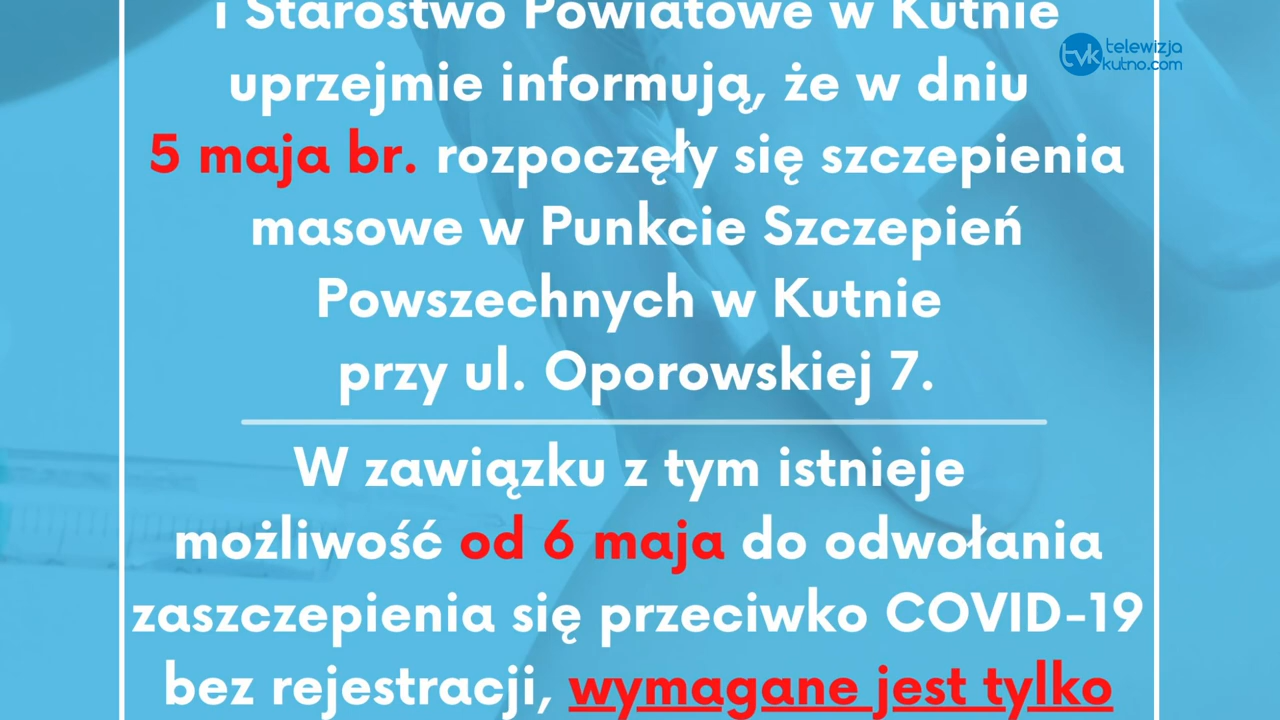 i Starostwo Powiatowe w Kutnie
uprzejmie informują, że w dniu
5 maja br. rozpoczęły się szczepienia
masowe w Punkcie Szczepień
Powszechnych w Kutnie
przy ul. Oporowskiej 7.
W zawiązku z tym istnieje
możliwość od 6 maja do odwołania
zaszczepienia się przeciwko COVID-19
bez rejestracji, wymagane jest tylko
tvk telewizja
kutno.com